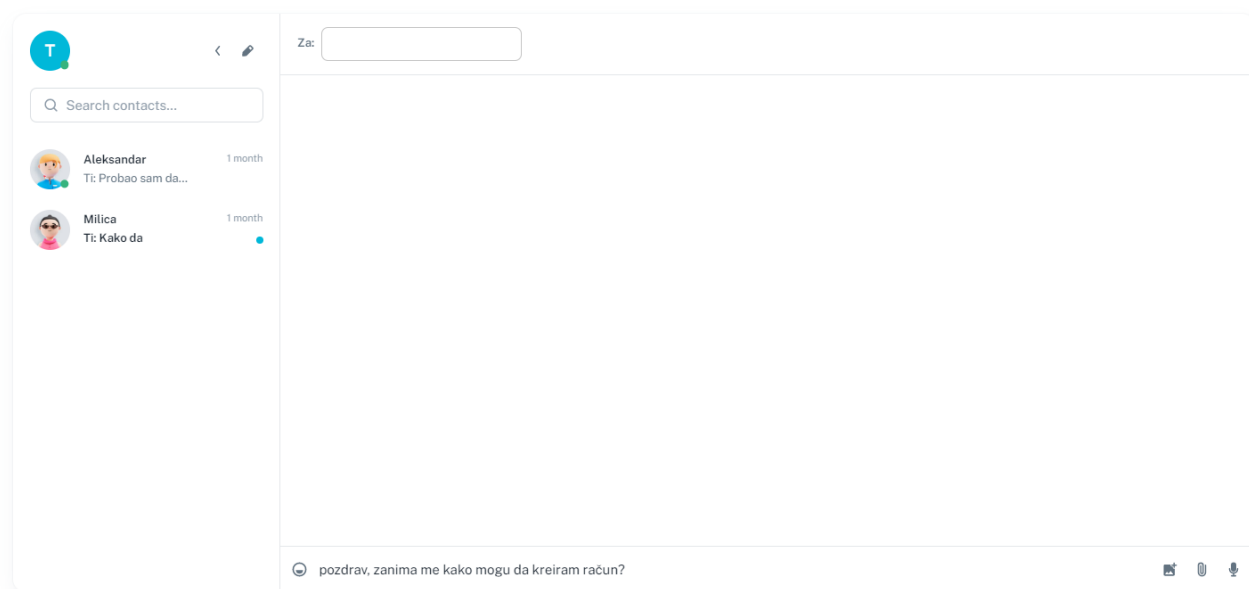 T
Search contacts...
Aleksandar
1 month
Ti: Probao sam da...
Milica
1 month
Ti: Kako da
Za:
pozdrav, zanima me kako mogu da kreiram račun?